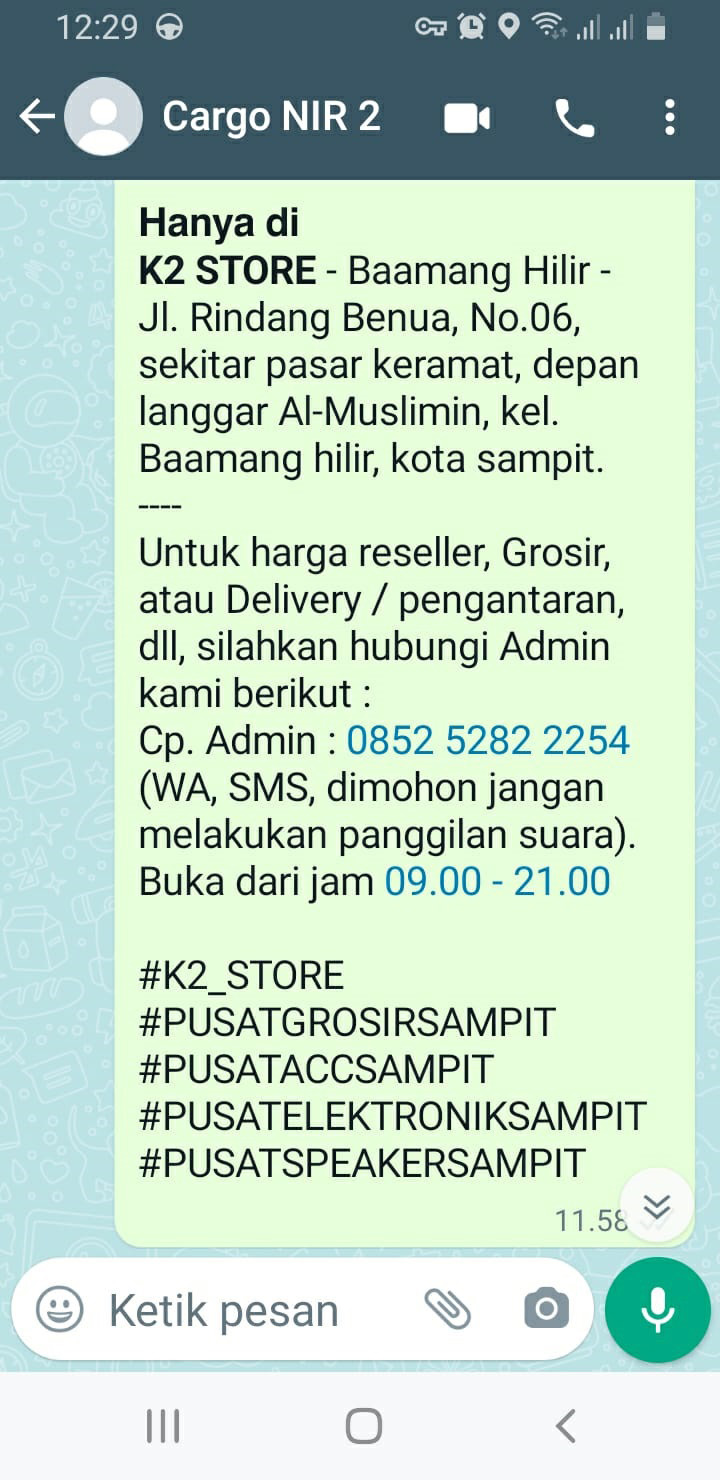 12:29
Cargo NIR 2
Hanya di
K2 STORE - Baamang Hilir -
Jl. Rindang Benua, No.06,
sekitar pasar keramat, depan
langgar Al-Muslimin, kel.
Baamang hilir, kota sampit.
----
Untuk harga reseller, Grosir,
atau Delivery / pengantaran,
dll, silahkan hubungi Admin
kami berikut :
Cp. Admin : 0852 5282 2254
(WA, SMS, dimohon jangan
melakukan panggilan suara).
Buka dari jam 09.00 - 21.00
#K2_STORE
#PUSATGROSIRSAMPIT
#PUSATACCSAMPIT
#PUSATELEKTRONIKSAMPIT
#PUSATSPEAKERSAMPIT
11.58
Ketik pesan